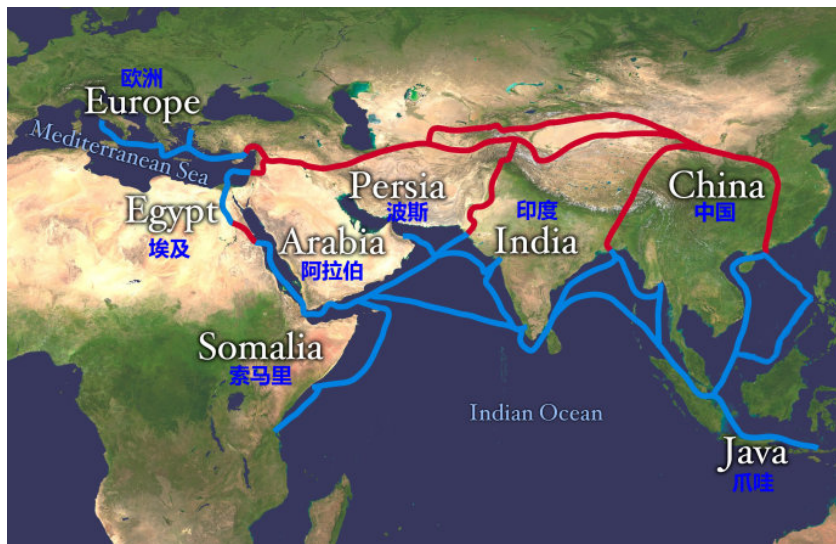 欧洲
Europe
Mediterranean Sea
Persia
波斯
China
中国
Egypt
埃及
印度
India
Arabia
阿拉伯
Somalia
索马里
Indian Ocean
Java
爪哇